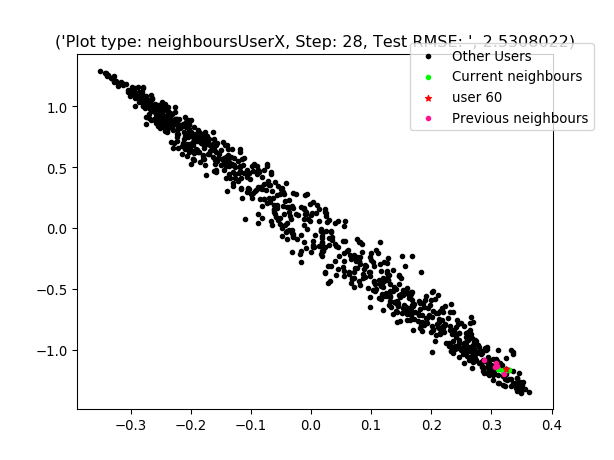 ('Plot type: neighboursUserX, Step: 28, Test RMSE: ', 2.5308022)
Other Users
Current neighbours
user 60
Previous neighbours
1.0
0.5
0.0
−0.5
−1.0
−0.3 −0.2 −0.1 0.0 0.1 0.2 0.3 0.4